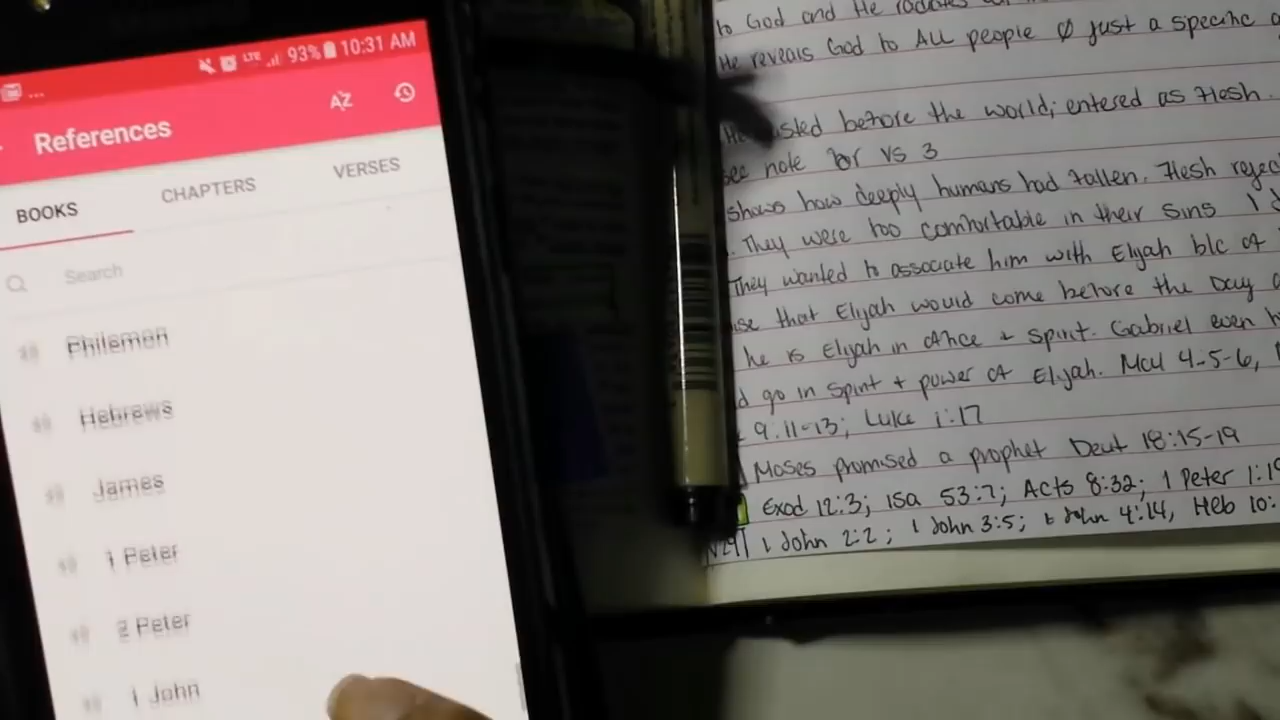 LTE 93% 10:31 AM
References
AZ
BOOKS
CHAPTERS
VERSES
Search
Philemon
Hebrews
James
1 Peter
2 Peter
1 John
to God and He radiates
He reveals God to ALL people Ø just a specific
before the world; entered as flesh.
see note for vs 3
shows how deeply humans had fallen. Flesh
They were too comfortable in their sins
They wanted to associate him with Elijah b/c of
that Elijah would come before the Day
he is Elijah in office + spirit. Gabriel even
go in spirit + power of Elijah. Mal 4-5-6,
9:11-13; Luke 1:17
Moses promised a prophet Deut 18:15-19
Exod 12:3; Isa 53:7; Acts 8:32; 1 Peter 1:19
1 John 2:2; 1 John 3:5; John 4:14, Heb 10: